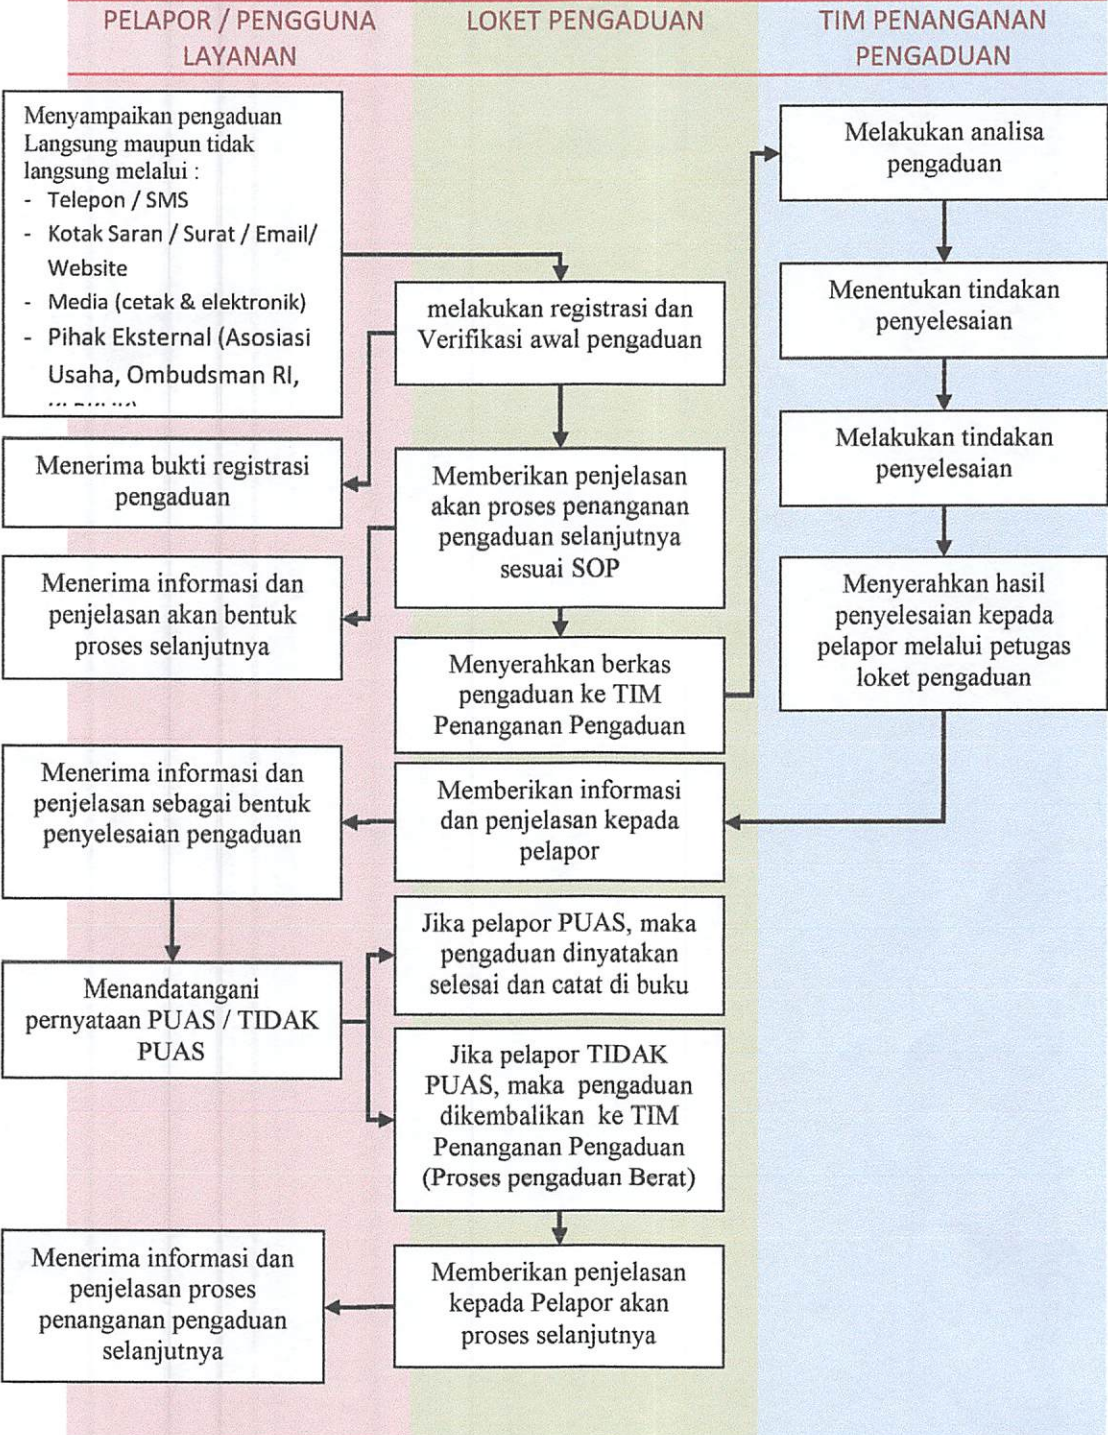 PELAPOR / PENGGUNA
LAYANAN
LOKET PENGADUAN
TIM PENANGANAN
PENGADUAN
Menyampaikan pengaduan
Langsung maupun tidak
langsung melalui :
- Telepon / SMS
- Kotak Saran / Surat / Email/
Website
- Media (cetak & elektronik)
- Pihak Eksternal (Asosiasi
Usaha, Ombudsman RI,
melakukan registrasi dan
Verifikasi awal pengaduan
Menerima bukti registrasi
pengaduan
Memberikan penjelasan
akan proses penanganan
pengaduan selanjutnya
sesuai SOP
Menerima informasi dan
penjelasan akan bentuk
proses selanjutnya
Menyerahkan berkas
pengaduan ke TIM
Penanganan Pengaduan
Melakukan analisa
pengaduan
Menentukan tindakan
penyelesaian
Melakukan tindakan
penyelesaian
Menyerahkan hasil
penyelesaian kepada
pelapor melalui petugas
loket pengaduan
Memberikan informasi
dan penjelasan kepada
pelapor
Menerima informasi dan
penjelasan sebagai bentuk
penyelesaian pengaduan
Menandatangani
pernyataan PUAS / TIDAK
PUAS
Jika pelapor PUAS, maka
pengaduan dinyatakan
selesai dan catat di buku
Jika pelapor TIDAK
PUAS, maka pengaduan
dikembalikan ke TIM
Penanganan Pengaduan
(Proses pengaduan Berat)
Memberikan penjelasan
kepada Pelapor akan
proses selanjutnya
Menerima informasi dan
penjelasan proses
penanganan pengaduan
selanjutnya